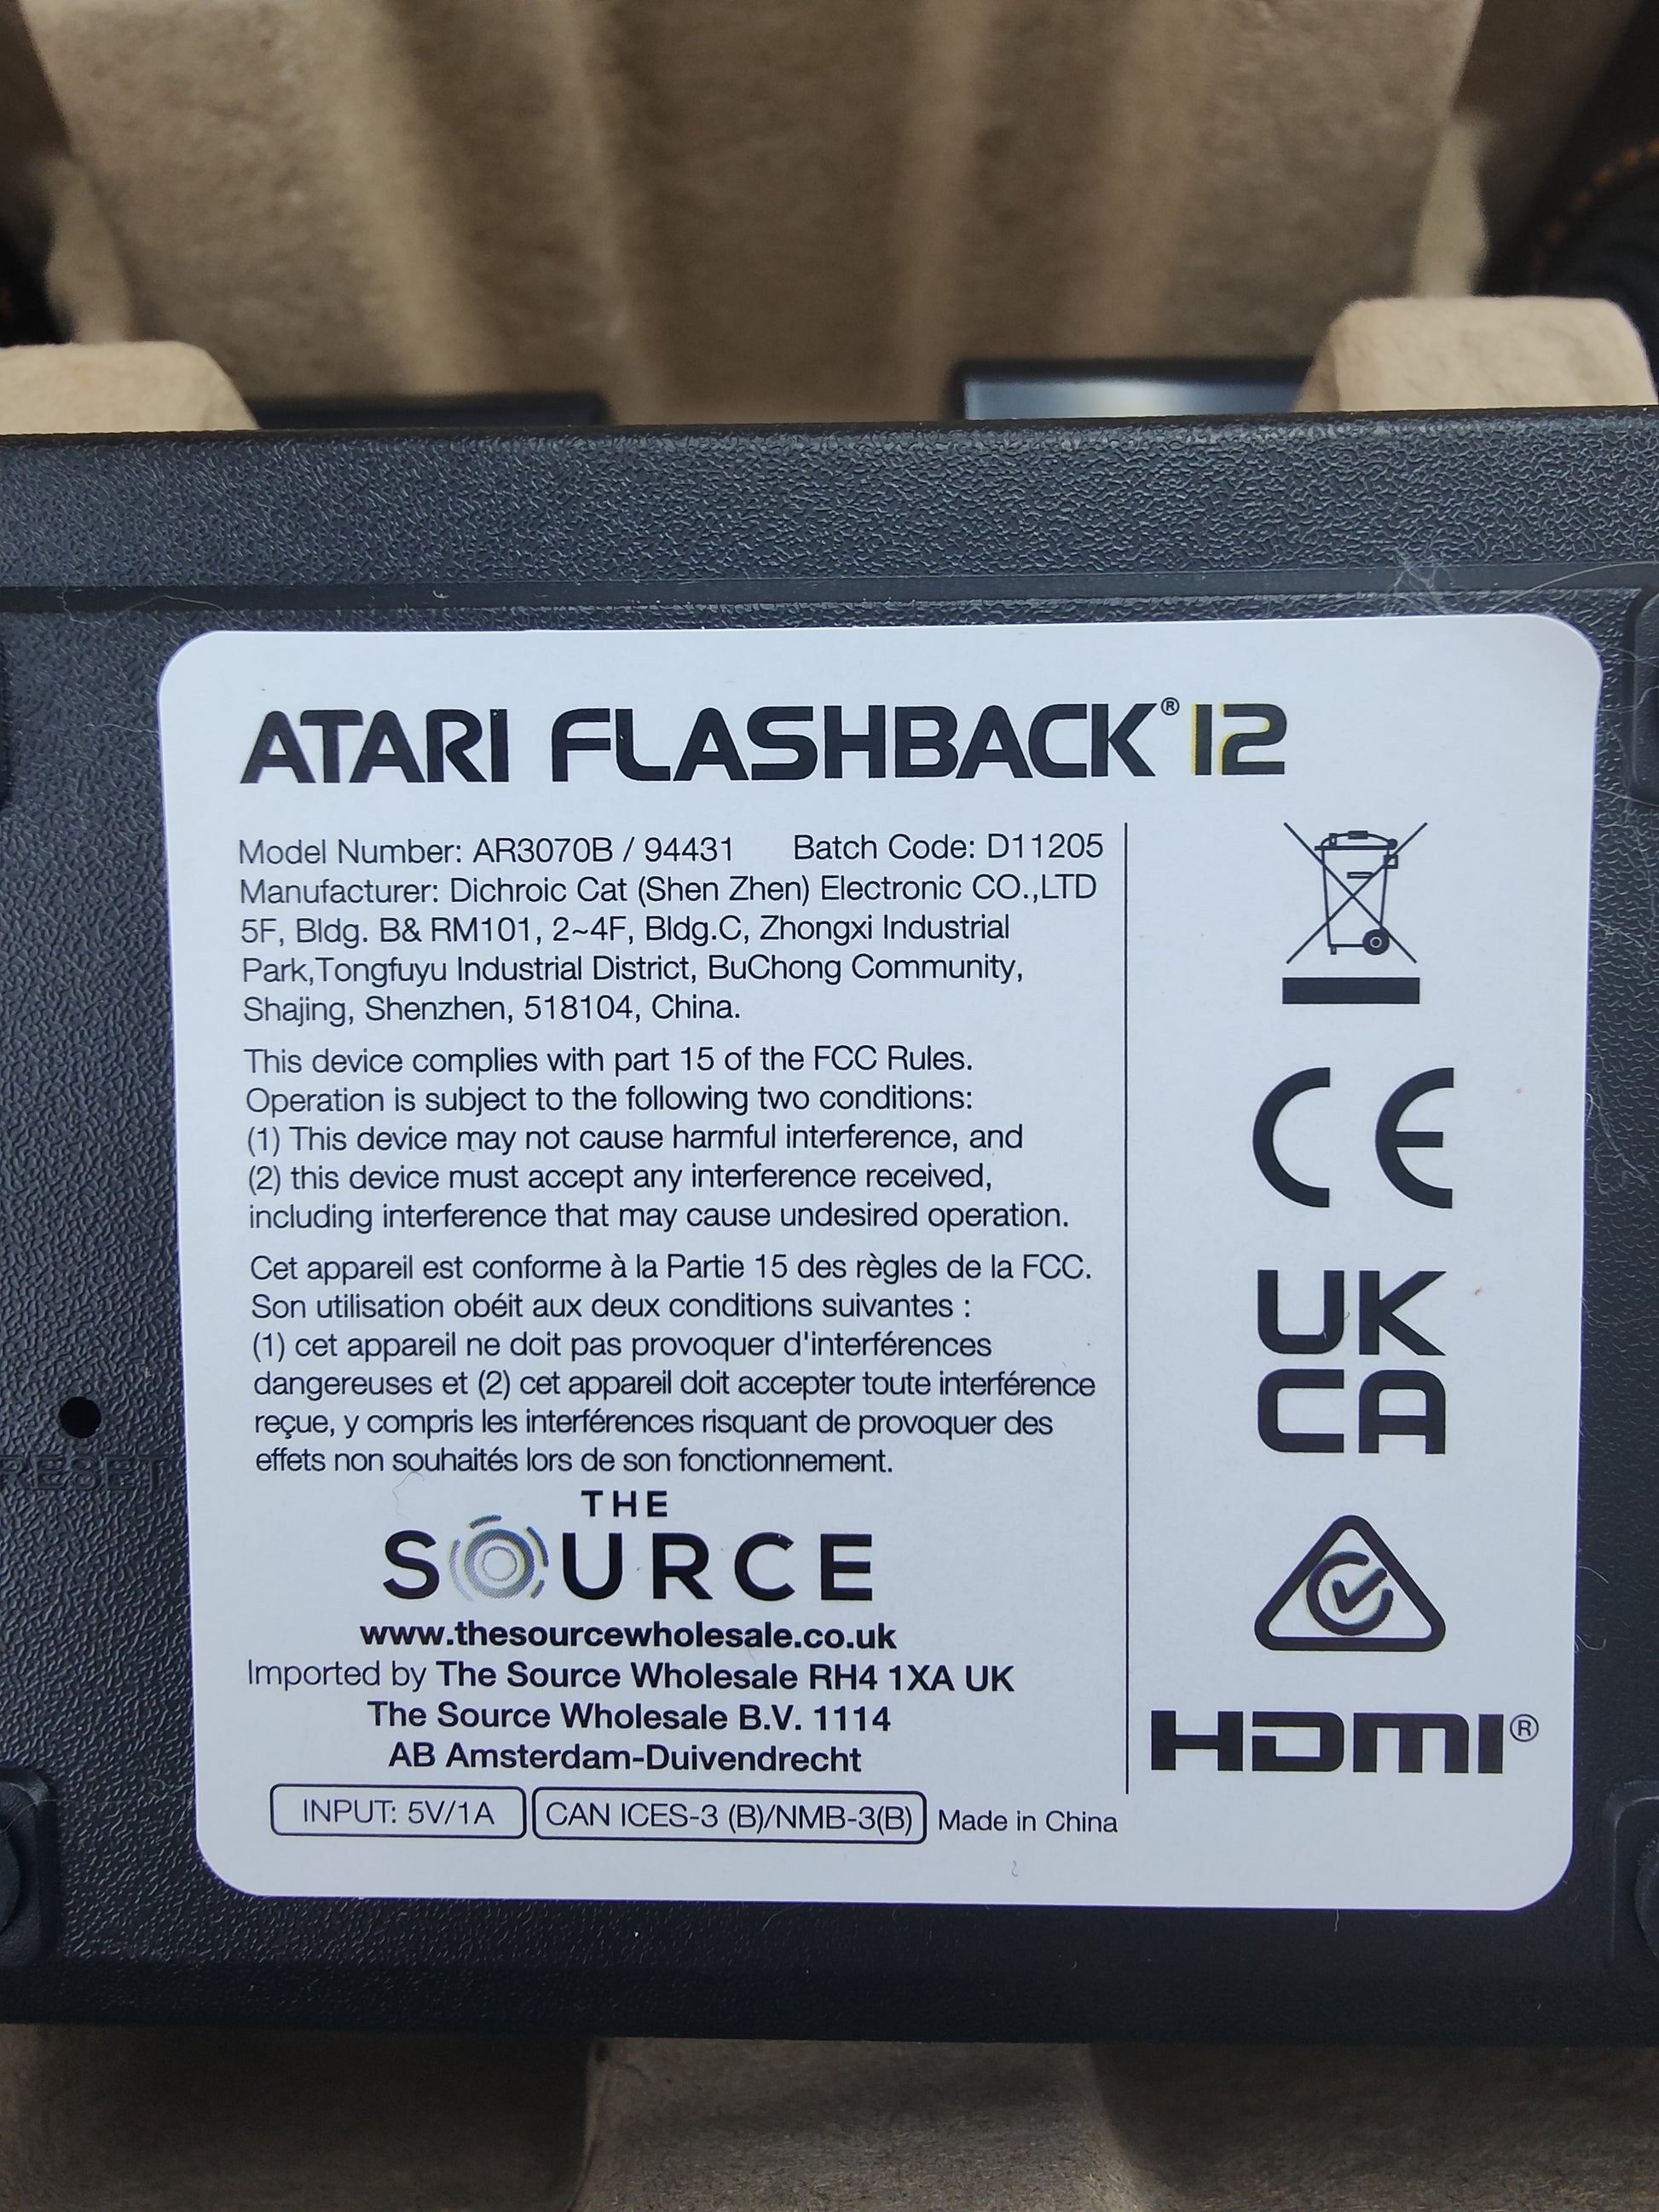 ATARI FLASHBACK® 12
Model Number: AR3070B / 94431 Batch Code: D11205
Manufacturer: Dichroic Cat (Shen Zhen) Electronic CO.,LTD
5F, Bldg. B& RM101, 2~4F, Bldg.C, Zhongxi Industrial
Park,Tongfuyu Industrial District, BuChong Community,
Shajing, Shenzhen, 518104, China.
This device complies with part 15 of the FCC Rules.
Operation is subject to the following two conditions:
(1) This device may not cause harmful interference, and
(2) this device must accept any interference received,
including interference that may cause undesired operation.
Cet appareil est conforme à la Partie 15 des règles de la FCC.
Son utilisation obéit aux deux conditions suivantes :
(1) cet appareil ne doit pas provoquer d'interférences
dangereuses et (2) cet appareil doit accepter toute interférence
reçue, y compris les interférences risquant de provoquer des
effets non souhaités lors de son fonctionnement.
THE
SOURCE
www.thesourcewholesale.co.uk
Imported by The Source Wholesale RH4 1XA UK
The Source Wholesale B.V. 1114
AB Amsterdam-Duivendrecht
INPUT: 5V/1A CAN ICES-3 (B)/NMB-3(B) Made in China
CE
UK
CA
HDMI®
RESET